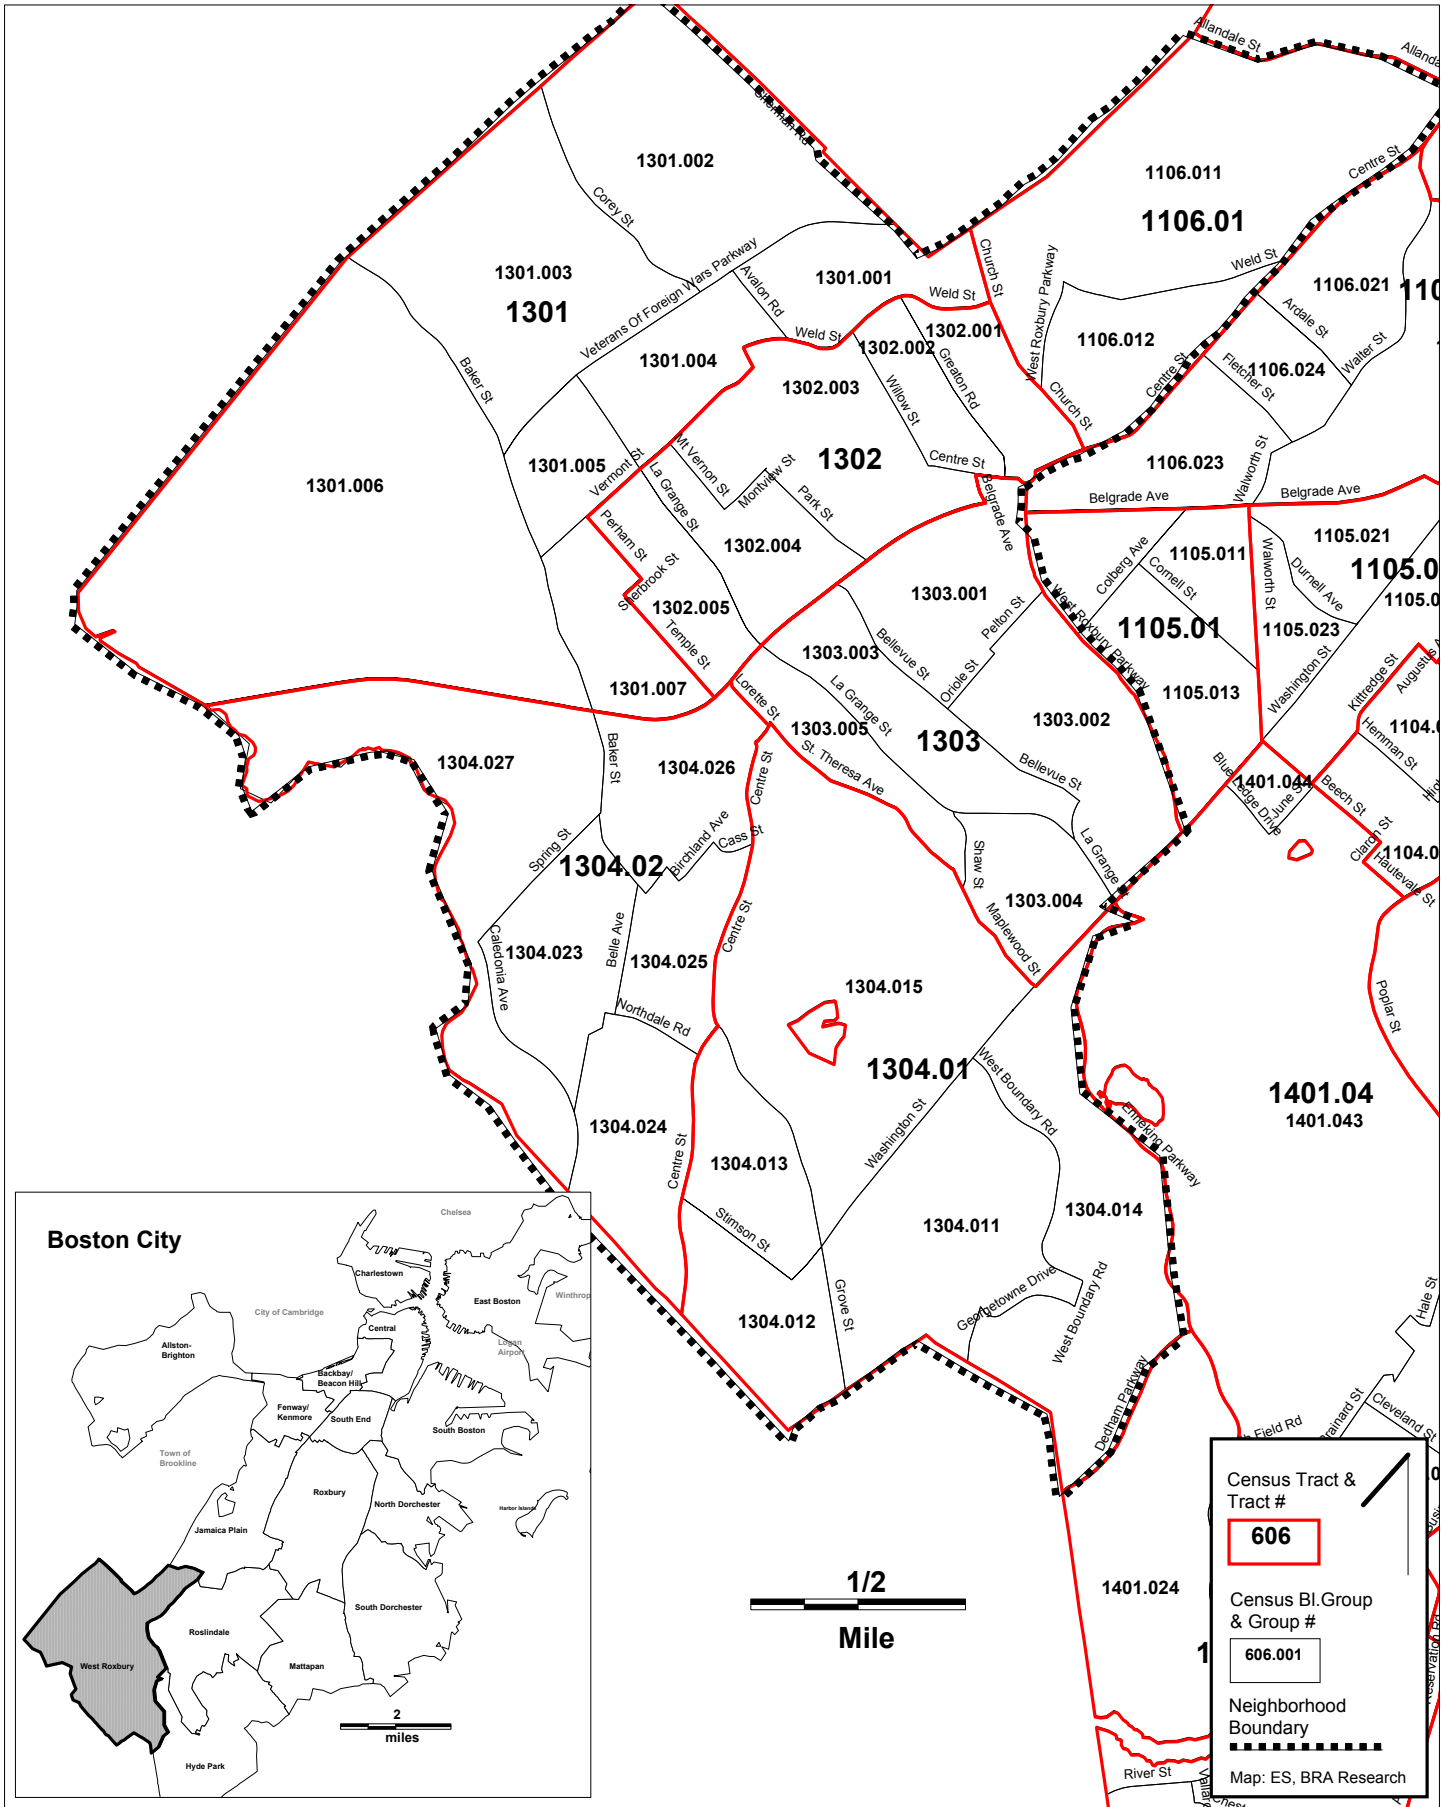 Allandale St
Sherman Rd
1301.002
1106.011
Centre St
1106.01
Corey St
Veterans Of Foreign Wars Parkway
1301.003
1301
Avalon Rd
1301.001
Church St
West Roxbury Parkway
Weld St
1106.021
Weld St
Ardale St
Weld St
1302.001
1302.002
1106.012
Walter St
Baker St
1301.004
Greaton Rd
Centre St
Fletcher St
1106.024
1302.003
Willow St
Church St
1302
Mt Vernon St
Centre St
1106.023
Walworth St
1301.005
Vermont St
Montview St
1301.006
La Grange St
Park St
Belgrade Ave
Belgrade Ave
Belgrade Ave
Perham St
1302.004
Colberg Ave
1105.011
Walworth St
1105.021
Sherbrook St
Cornell St
Durnell Ave
1302.005
1303.001
Pelton St
West Roxbury Parkway
1105.01
1105.023
Temple St
1303.003
Bellevue St
Washington St
Kittredge St
1301.007
Lorette St
La Grange St
Oriole St
1105.013
1303.005
1303
1303.002
Hemman St
1304.027
Baker St
1304.026
Centre St
St. Theresa Ave
Bellevue St
Blue Ledge Drive
1401.044
June St
Beech St
Spring St
1304.02
Birchland Ave
Cass St
Shaw St
La Grange
Claron St
Hautevale St
1303.004
Centre St
Maplewood St
Caledonia Ave
1304.023
Belle Ave
1304.025
1304.015
Northdale Rd
Poplar St
1304.01
West Boundary Rd
1401.04
1401.043
Washington St
Enneking Parkway
1304.024
Centre St
1304.013
Stimson St
1304.011
1304.014
Grove St
Georgetowne Drive
West Boundary Rd
1304.012
Hale St
Dedham Parkway
Cleveland St
Field Rd
1401.024
River St
Boston City
Chelsea
Charlestown
East Boston
Winthrop
City of Cambridge
Central
Logan
Airport
Allston-
Brighton
Backbay/
Beacon Hill
Fenway/
Kenmore
South End
South Boston
Town of
Brookline
Roxbury
North Dorchester
Harbor Islands
Jamaica Plain
South Dorchester
Roslindale
West Roxbury
Mattapan
2
miles
Hyde Park
1/2
Mile
Census Tract &
Tract #
606
Census Bl.Group
& Group #
606.001
Neighborhood
Boundary
Map: ES, BRA Research